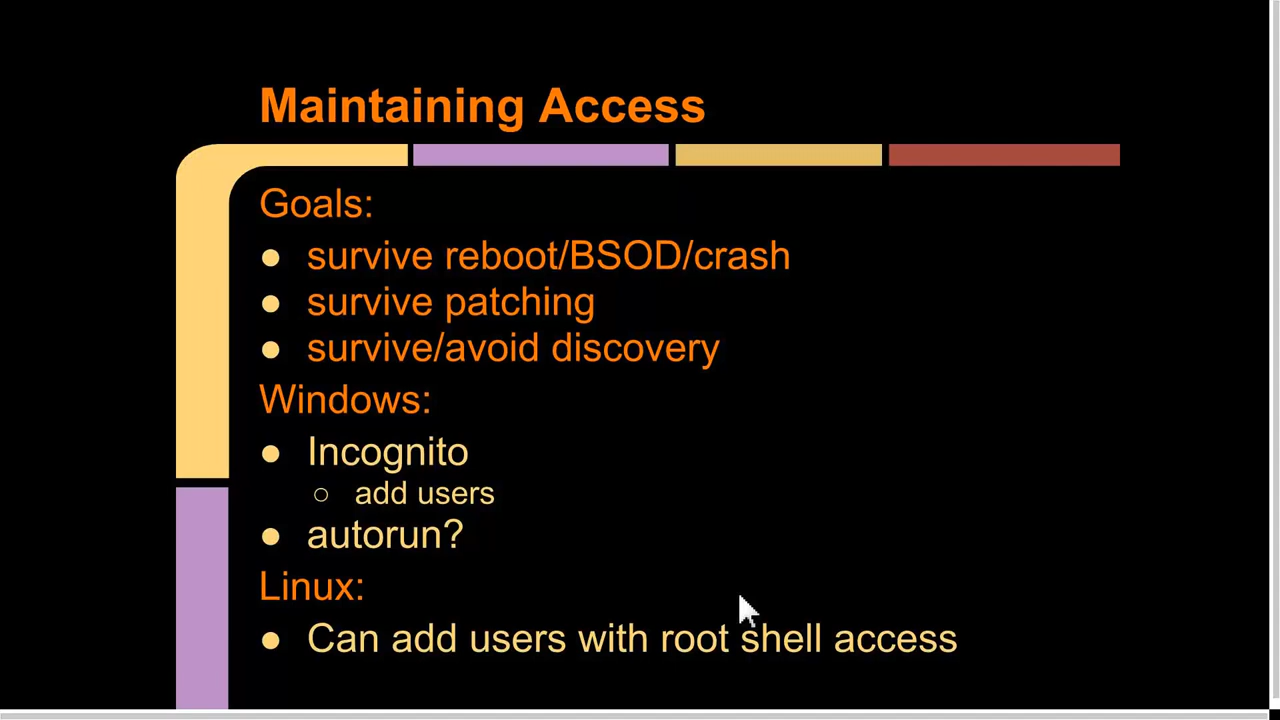 Maintaining Access
Goals:
● survive reboot/BSOD/crash
● survive patching
● survive/avoid discovery
Windows:
● Incognito
○ add users
● autorun?
Linux:
● Can add users with root shell access